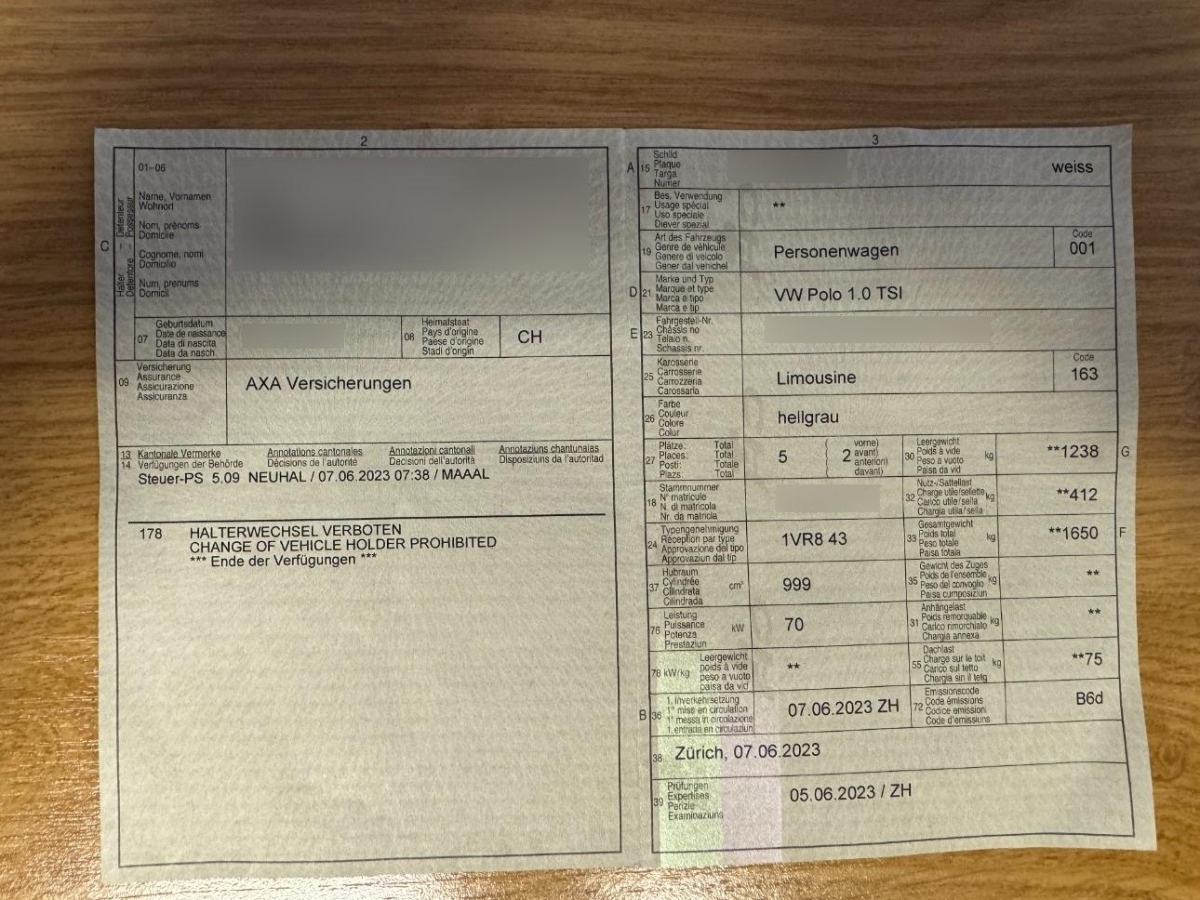 2
01-06
Halter – Détenteur
Detentore – Possessur
C
Name, Vornamen
Wohnort
Nom, prénoms
Domicile
Cognome, nomi
Domicilio
Num, prenums
Domicil
07
Geburtsdatum
Date de naissance
Data di nascita
Data da nasch.
08
Heimatstaat
Pays d'origine
Paese d'origine
Stadi d'origin
CH
09
Versicherung
Assurance
Assicurazione
Assicuranza
AXA Versicherungen
13 Kantonale Vermerke Annotations cantonales Annotazioni cantonali Annotaziuns chantunalas
14 Verfügungen der Behörde Décisions de l'autorité Decisioni dell'autorità Disposiziuns da l'autoritad
Steuer-PS 5.09 NEUHAL / 07.06.2023 07:38 / MAAAL
178 HALTERWECHSEL VERBOTEN
CHANGE OF VEHICLE HOLDER PROHIBITED
*** Ende der Verfügungen ***
3
A 15
Schild
Plaque
Targa
Numer
weiss
17
Bes. Verwendung
Usage spécial
Uso speciale
Diever spezial
**
19
Art des Fahrzeugs
Genre de véhicule
Genere di veicolo
Gener dal vehichel
Personenwagen
Code
001
D 21
Marke und Typ
Marque et type
Marca e tipo
Marca e tip
VW Polo 1.0 TSI
E 23
Fahrgestell-Nr.
Châssis no
Telaio n.
Schassis nr.
25
Karosserie
Carrosserie
Carrozzeria
Carossaria
Limousine
Code
163
26
Farbe
Couleur
Colore
Calur
hellgrau
27
Plätze: Total
Places: Total
Posti: Totale
Plazs: Total
5
( 2 vorne)
avant)
anteriori)
davant)
30
Leergewicht
Poids à vide
Peso a vuoto
Paisa da vid
kg
**1238
G
18
Stammnummer
N° matricule
N. di matricola
Nr. da matricla
32
Nutz-/Sattellast
Charge utile/sellette
Carico utile/sella
Chargia utila/sella
kg
**412
24
Typengenehmigung
Réception par type
Approvazione del tipo
Approvaziun dal tip
1VR8 43
33
Gesamtgewicht
Poids total
Peso totale
Paisa totala
kg
**1650
F
37
Hubraum
Cylindrée
Cilindrata
Cilindrada
cm³
999
35
Gewicht des Zuges
Poids de l'ensemble
Peso del convoglio
Paisa cumposiziun
kg
**
76
Leistung
Puissance
Potenza
Prestaziun
kW
70
31
Anhängelast
Poids remorquable
Carico rimorchiato
Chargia annexa
kg
**
78 kW/kg
Leergewicht
poids à vide
peso a vuoto
paisa da vid
**
55
Dachlast
Charge sur le toit
Carico sul tetto
Chargia sin il tetg
kg
**75
B 36
1. Inverkehrsetzung
1re mise en circulation
1a messa in circolazione
1. entrada en circulaziun
07.06.2023 ZH
72
Emissionscode
Code émissions
Codice emissioni
Code d'emissiuns
B6d
38 Zürich, 07.06.2023
39
Prüfungen
Expertises
Perizie
Examinaziuns
05.06.2023 / ZH